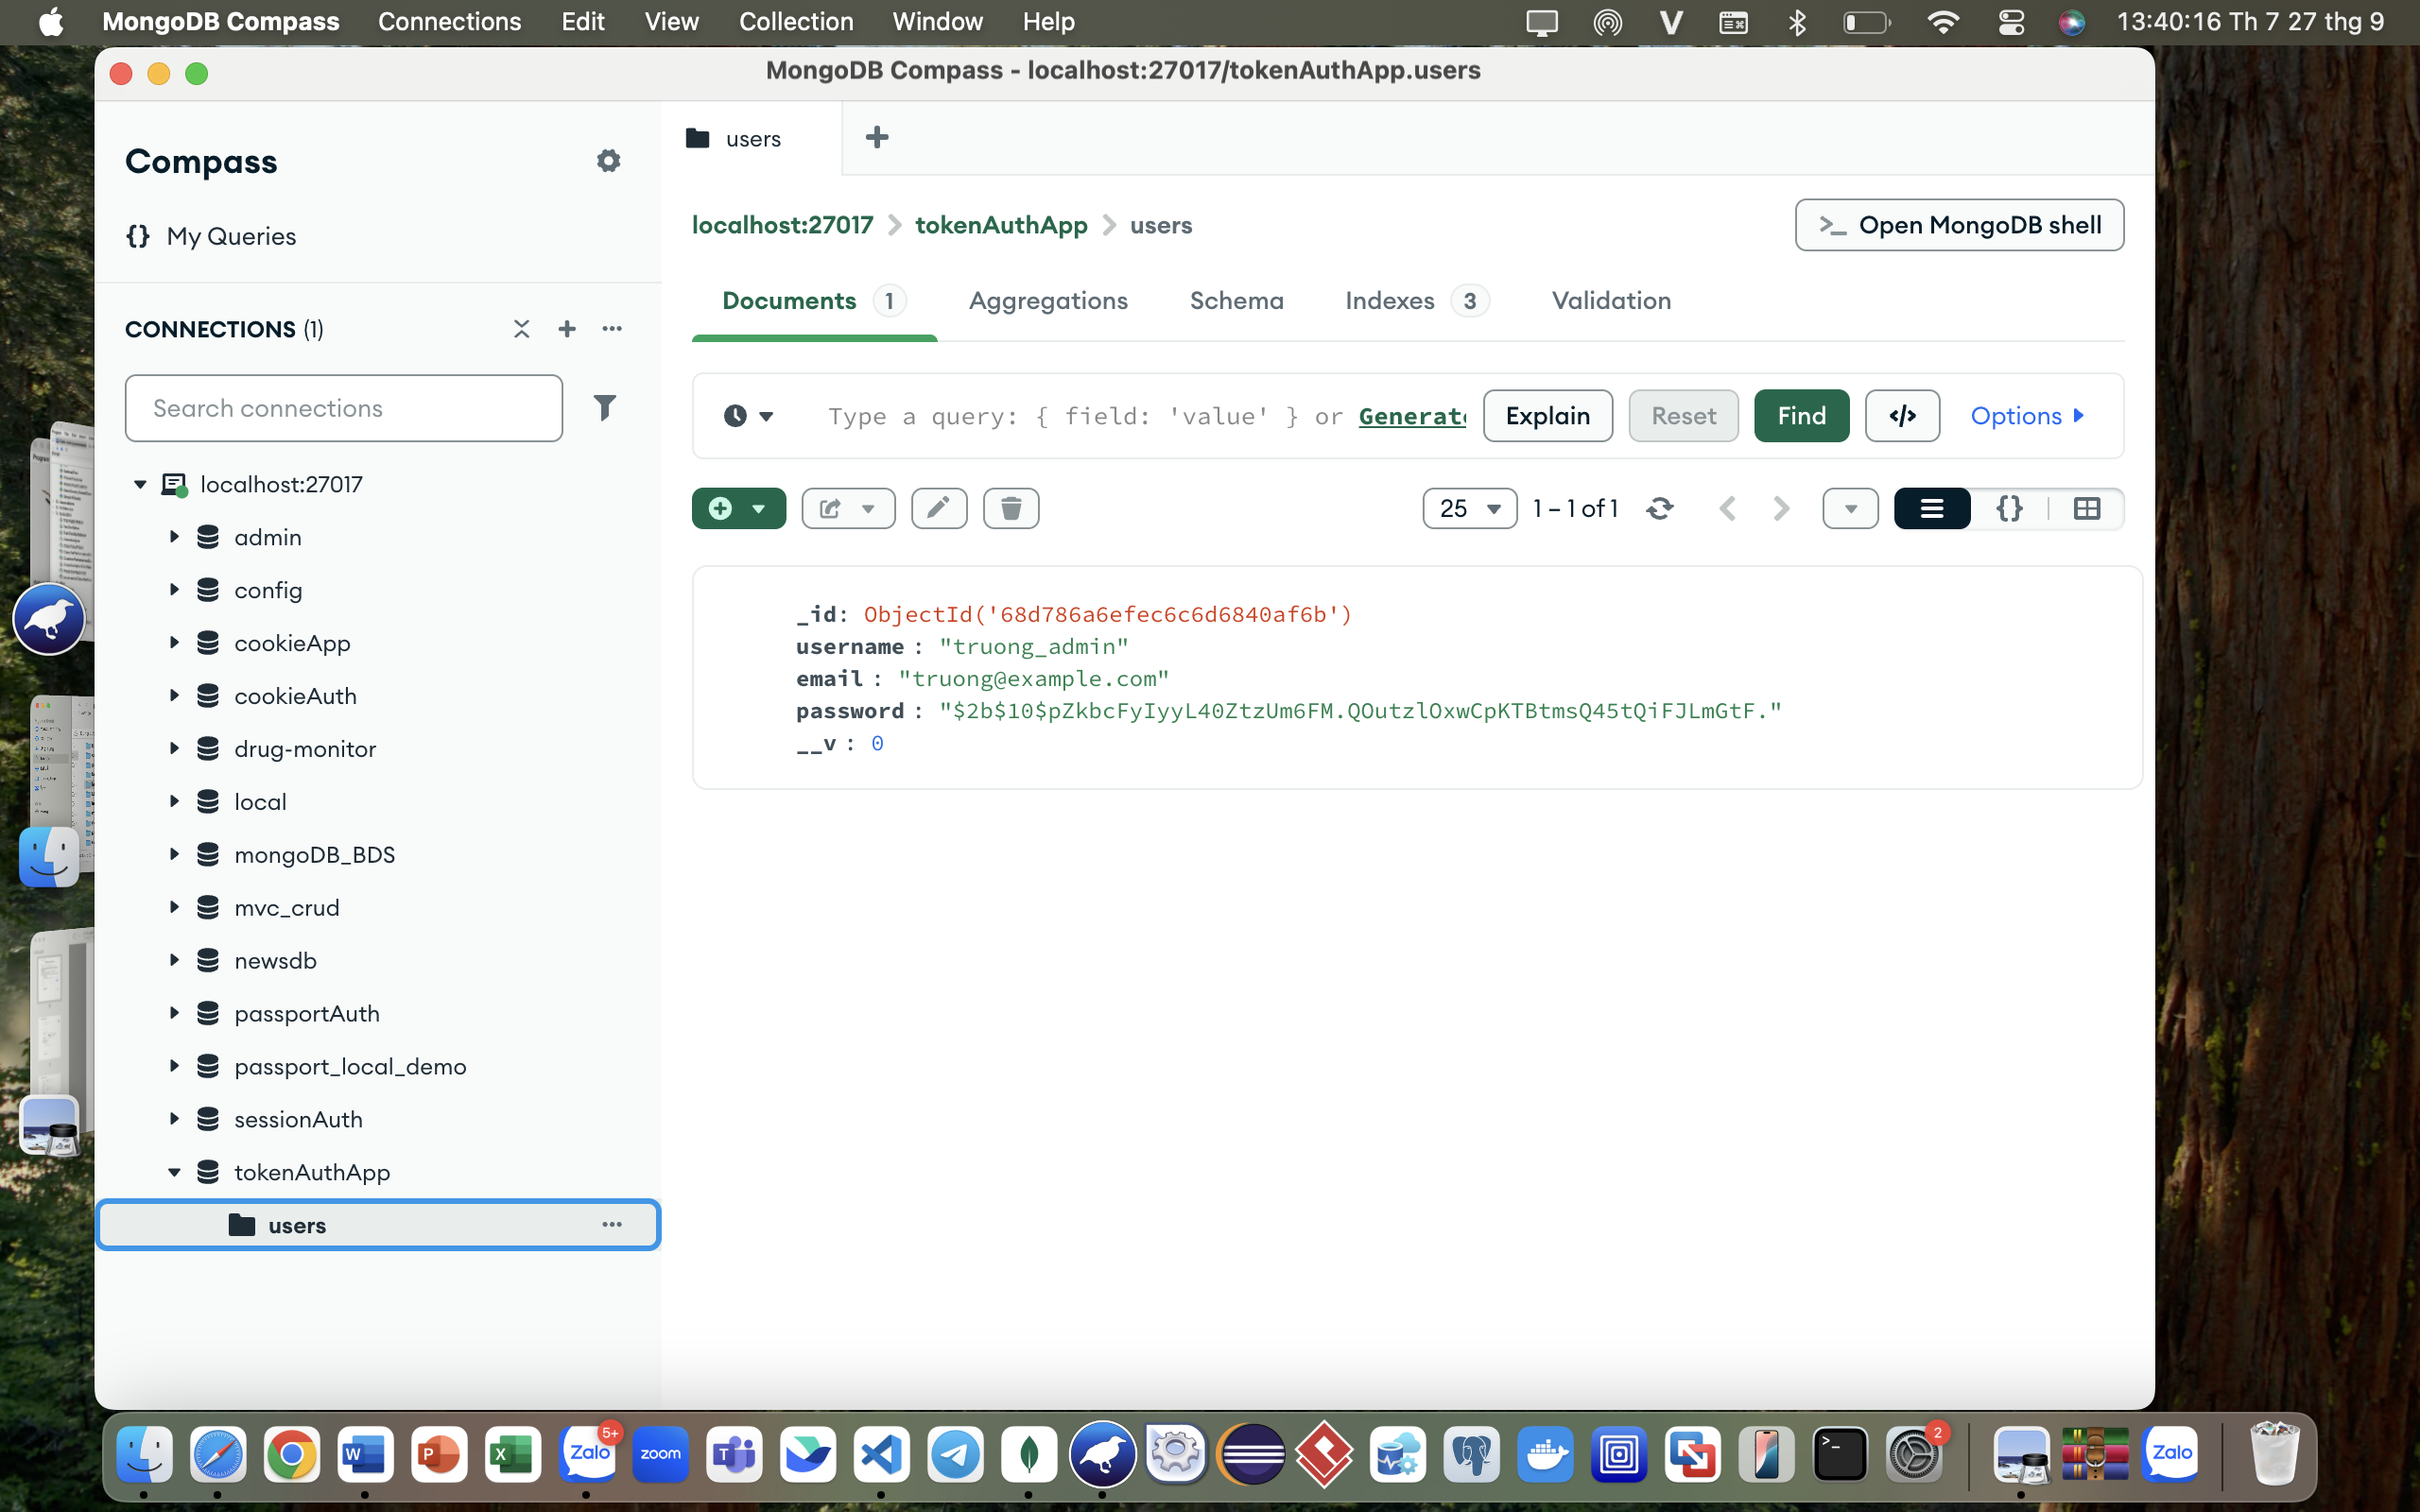 MongoDB Compass Connections Edit View Collection Window Help
13:40:16 Th 7 27 thg 9
MongoDB Compass - localhost:27017/tokenAuthApp.users
Compass
{} My Queries
CONNECTIONS (1)
Search connections
localhost:27017
admin
config
cookieApp
cookieAuth
drug-monitor
local
mongoDB_BDS
mvc_crud
newsdb
passportAuth
passport_local_demo
sessionAuth
tokenAuthApp
users
users
localhost:27017 > tokenAuthApp > users
>_ Open MongoDB shell
Documents 1 Aggregations Schema Indexes 3 Validation
Type a query: { field: 'value' } or Generate
Explain Reset Find </> Options
25 1 – 1 of 1
{}
_id: ObjectId('68d786a6efec6c6d6840af6b')
username : "truong_admin"
email : "truong@example.com"
password : "$2b$10$pZkbcFyIyyL40ZtzUm6FM.QOutzlOxwCpKTBtmsQ45tQiFJLmGtF."
__v : 0
W P X Zalo 5+ zoom T >_ 2 Zalo